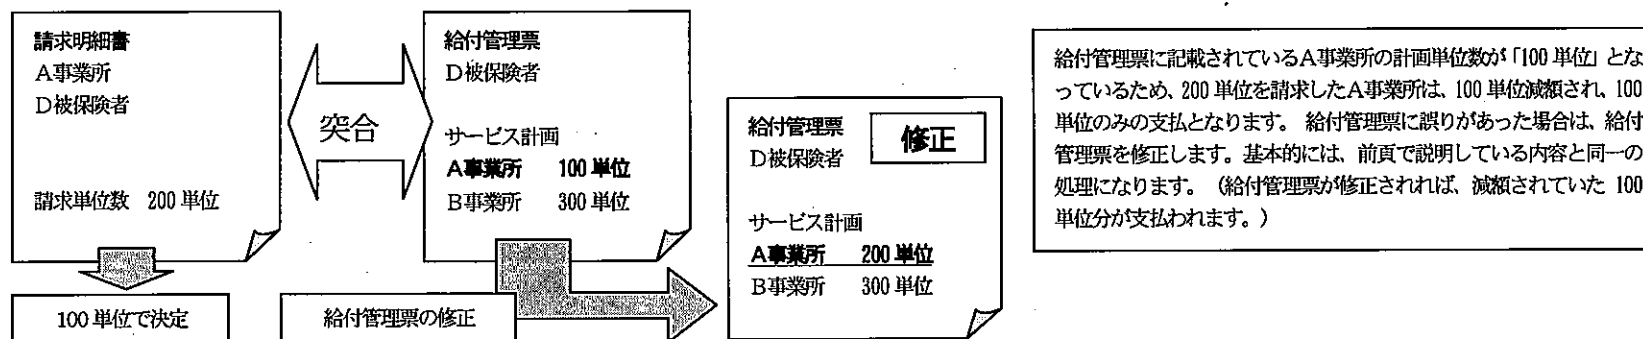 請求明細書
A事業所
D被保険者
請求単位数 200単位
突合
給付管理票
D被保険者
サービス計画
A事業所 100単位
B事業所 300単位
100単位で決定
給付管理票の修正
給付管理票
修正
D被保険者
サービス計画
A事業所 200単位
B事業所 300単位
給付管理票に記載されているA事業所の計画単位数が「100単位」とな
っているため、200単位を請求したA事業所は、100単位減額され、100
単位のみの支払となります。 給付管理票に誤りがあった場合は、給付
管理票を修正します。基本的には、前頁で説明している内容と同一の
処理になります。（給付管理票が修正されれば、減額されていた 100
単位分が支払われます。）